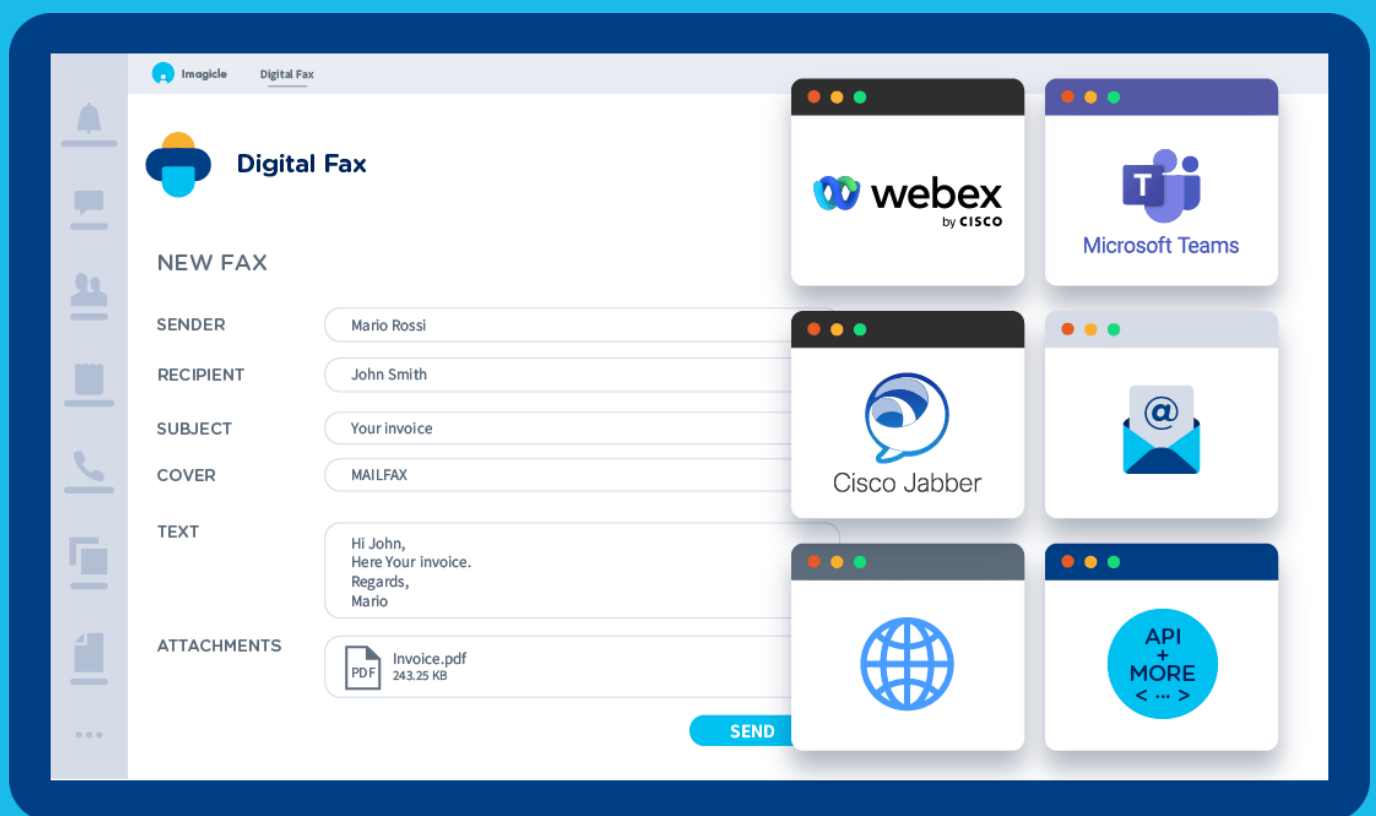 Imagicle
Digital Fax
Digital Fax
NEW FAX
SENDER
Mario Rossi
RECIPIENT
John Smith
SUBJECT
Your invoice
COVER
MAILFAX
TEXT
Hi John,
Here Your invoice.
Regards,
Mario
ATTACHMENTS
PDF
Invoice.pdf
243.25 KB
SEND
webex
by CISCO
T
Microsoft Teams
Cisco Jabber
@
API
+
MORE
< ... >